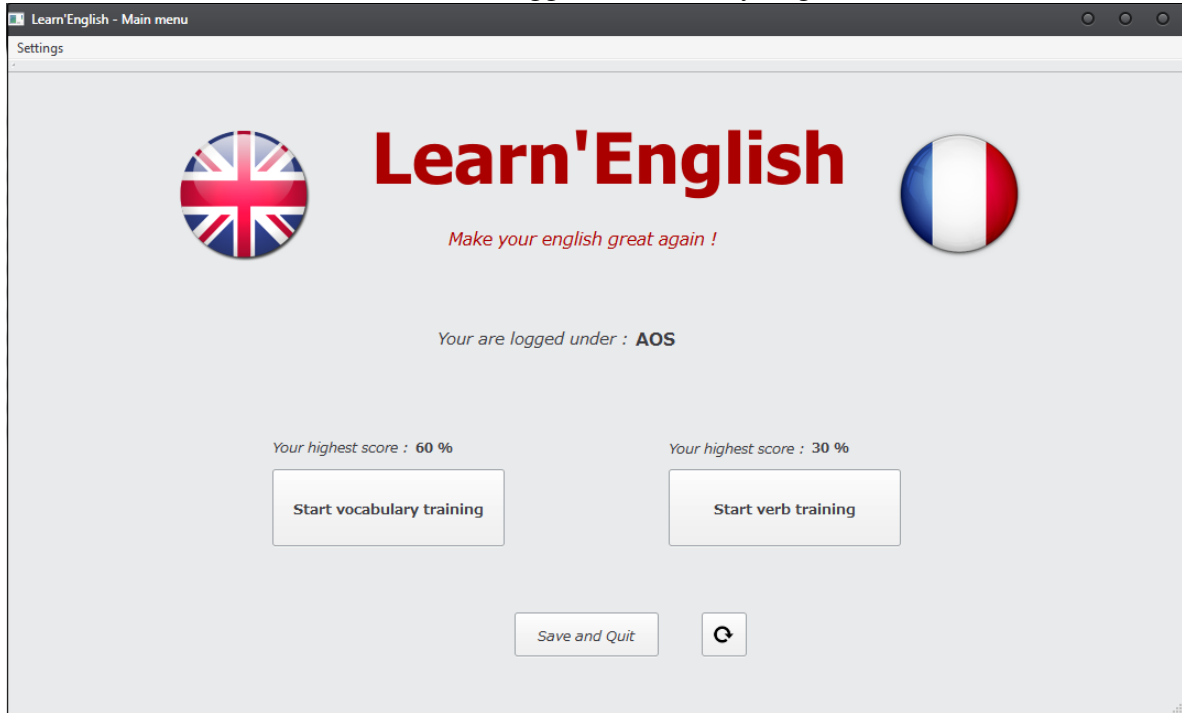 Learn'English - Main menu
Settings
Learn'English
Make your english great again !
Your are logged under : AOS
Your highest score : 60 %
Your highest score : 30 %
Start vocabulary training
Start verb training
Save and Quit